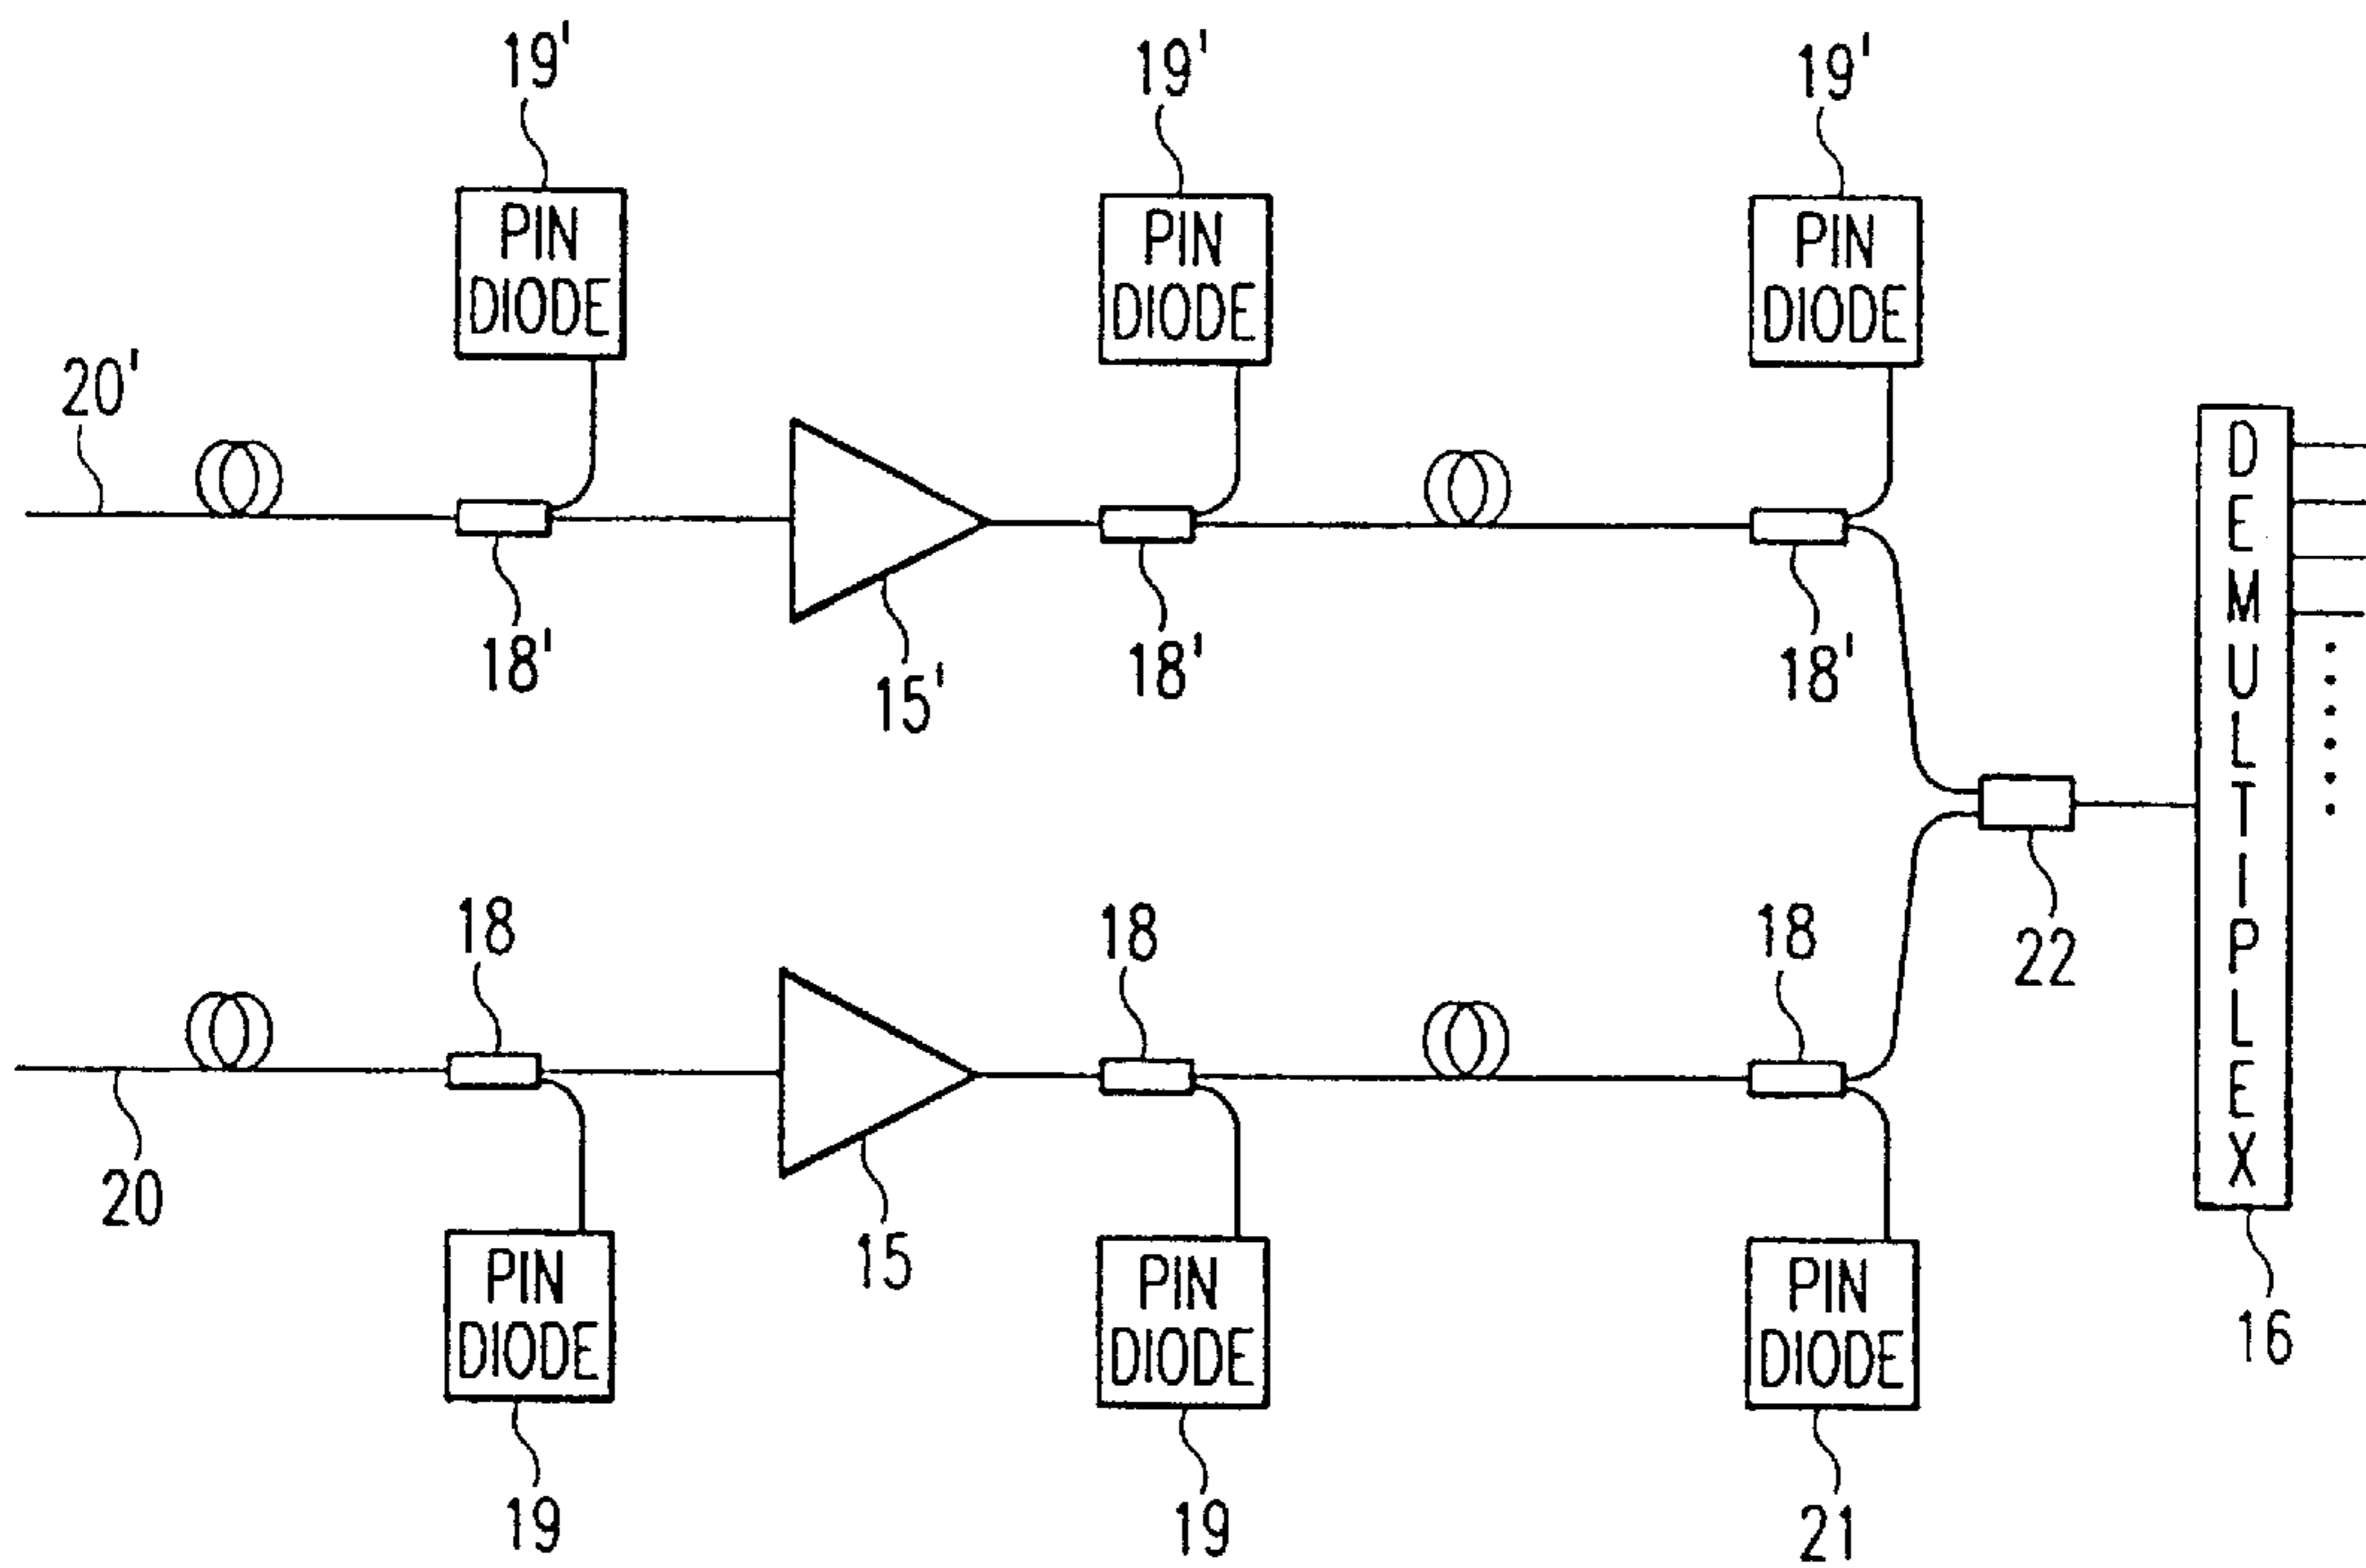 19' 19' 19'
PIN
DIODE
PIN
DIODE
PIN
DIODE
20'
18' 15' 18' 18'
DEMULTIPLEX
18 18 18 22
20 15
PIN
DIODE
PIN
DIODE
PIN
DIODE
16
19 19 21